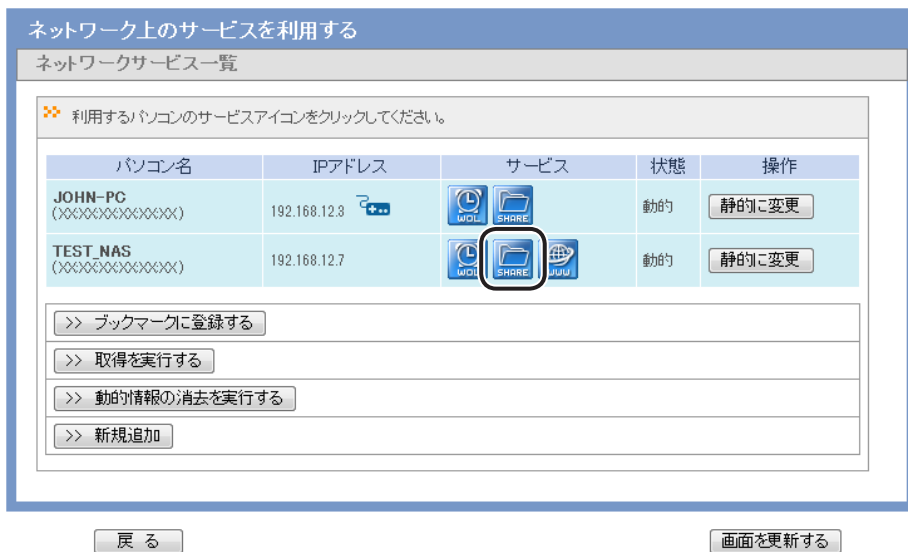 ネットワーク上のサービスを利用する
ネットワークサービス一覧
利用するパソコンのサービスアイコンをクリックしてください。
パソコン名 IPアドレス サービス 状態 操作
JOHN-PC
(XXXXXXXXXXXXX) 192.168.12.3 WOL SHARE 動的 静的に変更
TEST_NAS
(XXXXXXXXXXXXX) 192.168.12.7 WOL SHARE WWW 動的 静的に変更
>> ブックマークに登録する
>> 取得を実行する
>> 動的情報の消去を実行する
>> 新規追加
戻る 画面を更新する